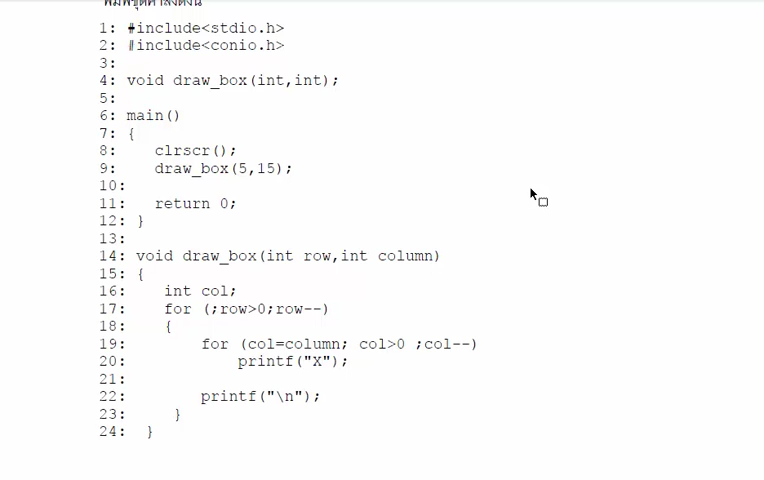 1: #include<stdio.h>
2: #include<conio.h>
3:
4: void draw_box(int,int);
5:
6: main()
7: {
8: clrscr();
9: draw_box(5,15);
10:
11: return 0;
12: }
13:
14: void draw_box(int row,int column)
15: {
16: int col;
17: for (;row>0;row--)
18: {
19: for (col=column; col>0 ;col--)
20: printf("X");
21:
22: printf("\n");
23: }
24: }